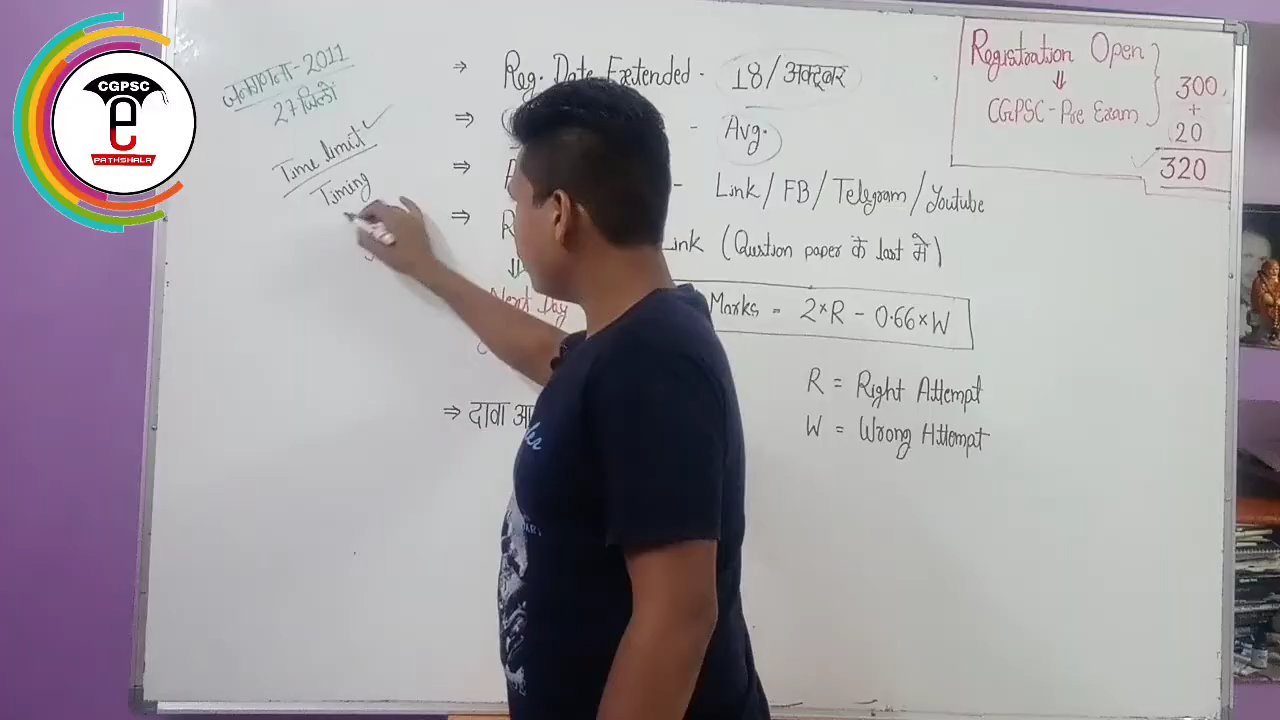 CGPSC
e
PATHSHALA
जनगणना-2011
27 जिलों
Time limit ✓
Timing
⇒ Reg. Date Extended - 18/अक्टूबर
⇒ - Avg.
⇒ - Link/FB/Telegram/Youtube
⇒ R Link (Qustion paper के last में)
⇓
Next Day
Marks = 2×R - 0.66×W
R = Right Attempt
W = Wrong Attempt
⇒ दावा आ
Registration Open
⇓
CGPSC-Pre Exam
300
+
20
320